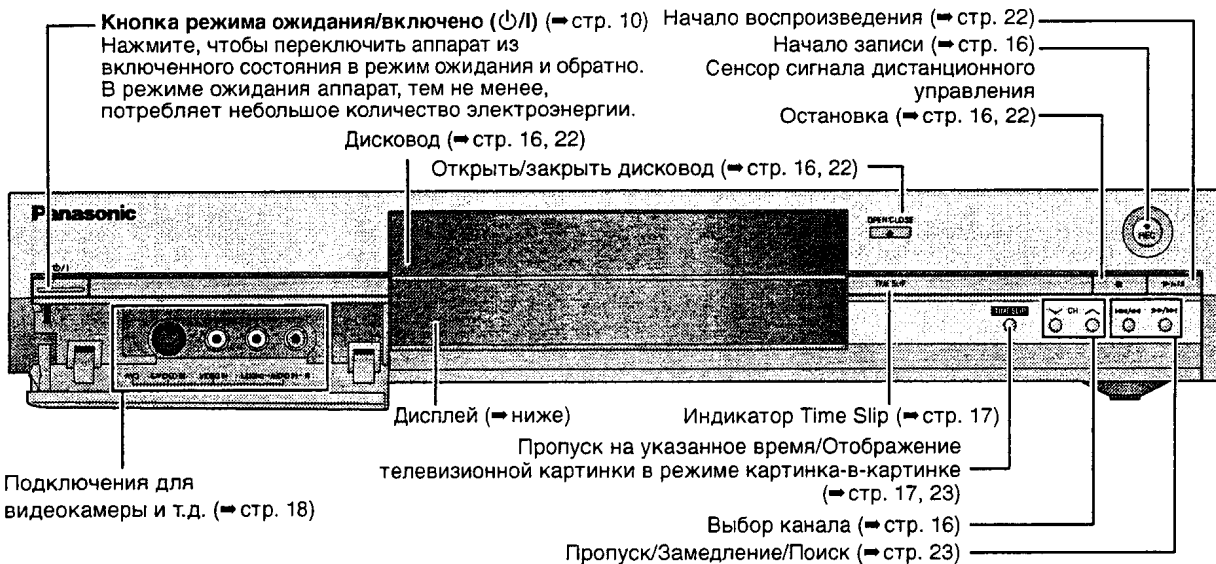 Кнопка режима ожидания/включено (⏻/I) (➡стр. 10)
Нажмите, чтобы переключить аппарат из
включенного состояния в режим ожидания и обратно.
В режиме ожидания аппарат, тем не менее,
потребляет небольшое количество электроэнергии.
Дисковод (➡стр. 16, 22)
Открыть/закрыть дисковод (➡стр. 16, 22)
Начало воспроизведения (➡стр. 22)
Начало записи (➡стр. 16)
Сенсор сигнала дистанционного
управления
Остановка (➡стр. 16, 22)
Panasonic
OPEN/CLOSE
REC
⏻/I
TIME SLIP
TIME SLIP
CH
Дисплей (➡ниже)
Индикатор Time Slip (➡стр. 17)
Пропуск на указанное время/Отображение
телевизионной картинки в режиме картинка-в-картинке
(➡стр. 17, 23)
Подключения для
видеокамеры и т.д. (➡стр. 18)
Выбор канала (➡стр. 16)
Пропуск/Замедление/Поиск (➡стр. 23)